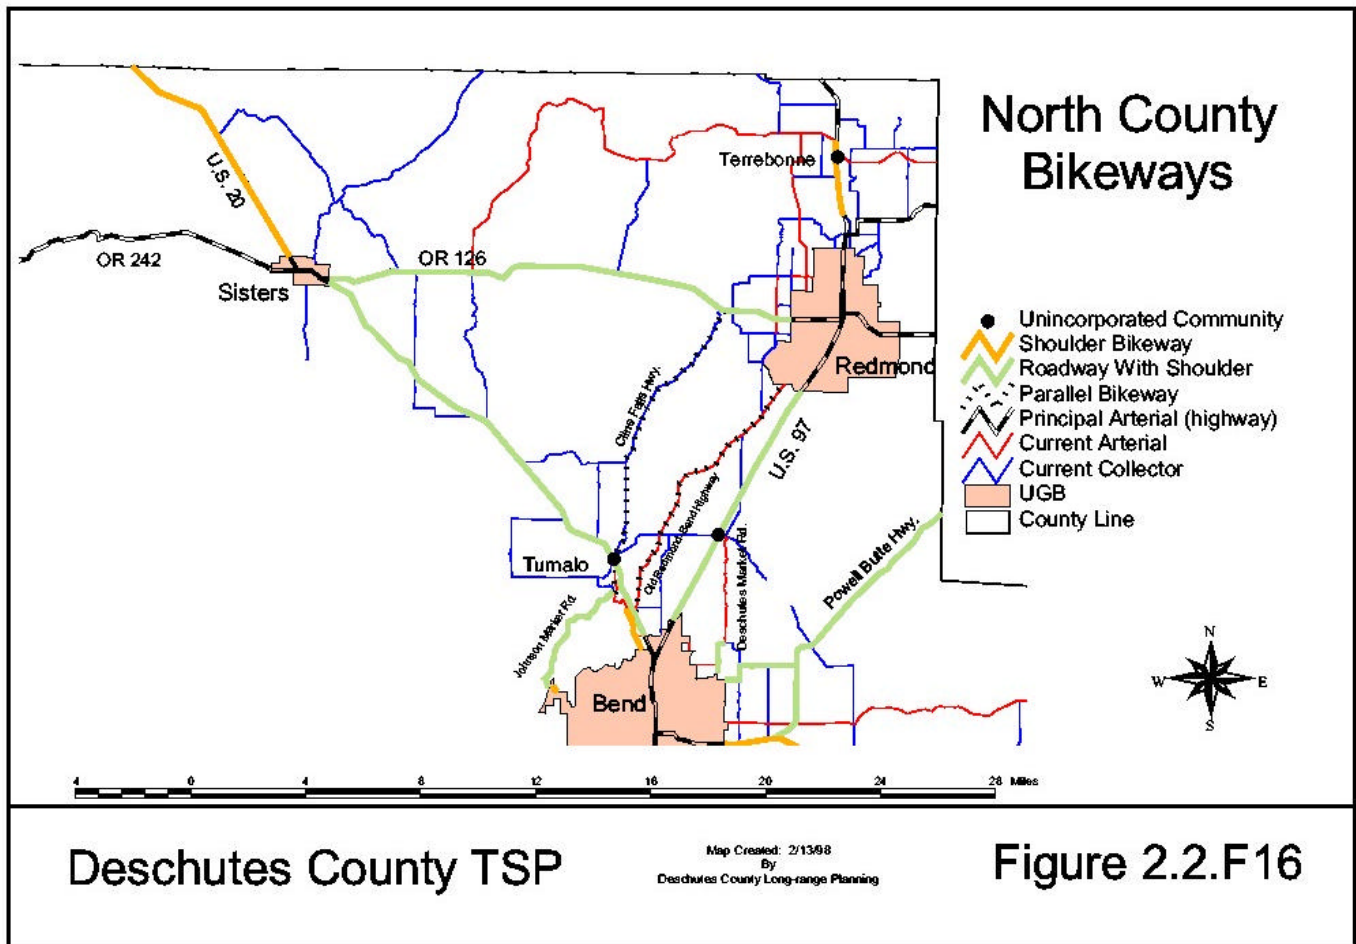 North County
Bikeways
Terrebonne
U.S. 20
OR 242
OR 126
Sisters
Redmond
Cline Falls Hwy.
U.S. 97
Old Redmond-Bend Highway
Tumalo
Deschutes Market Rd.
Powell Butte Hwy.
Johnson Market Rd.
Bend
Unincorporated Community
Shoulder Bikeway
Roadway With Shoulder
Parallel Bikeway
Principal Arterial (highway)
Current Arterial
Current Collector
UGB
County Line
N
W E
S
4 0 4 8 12 16 20 24 28 Miles
Deschutes County TSP
Map Created: 2/13/98
By
Deschutes County Long-range Planning
Figure 2.2.F16